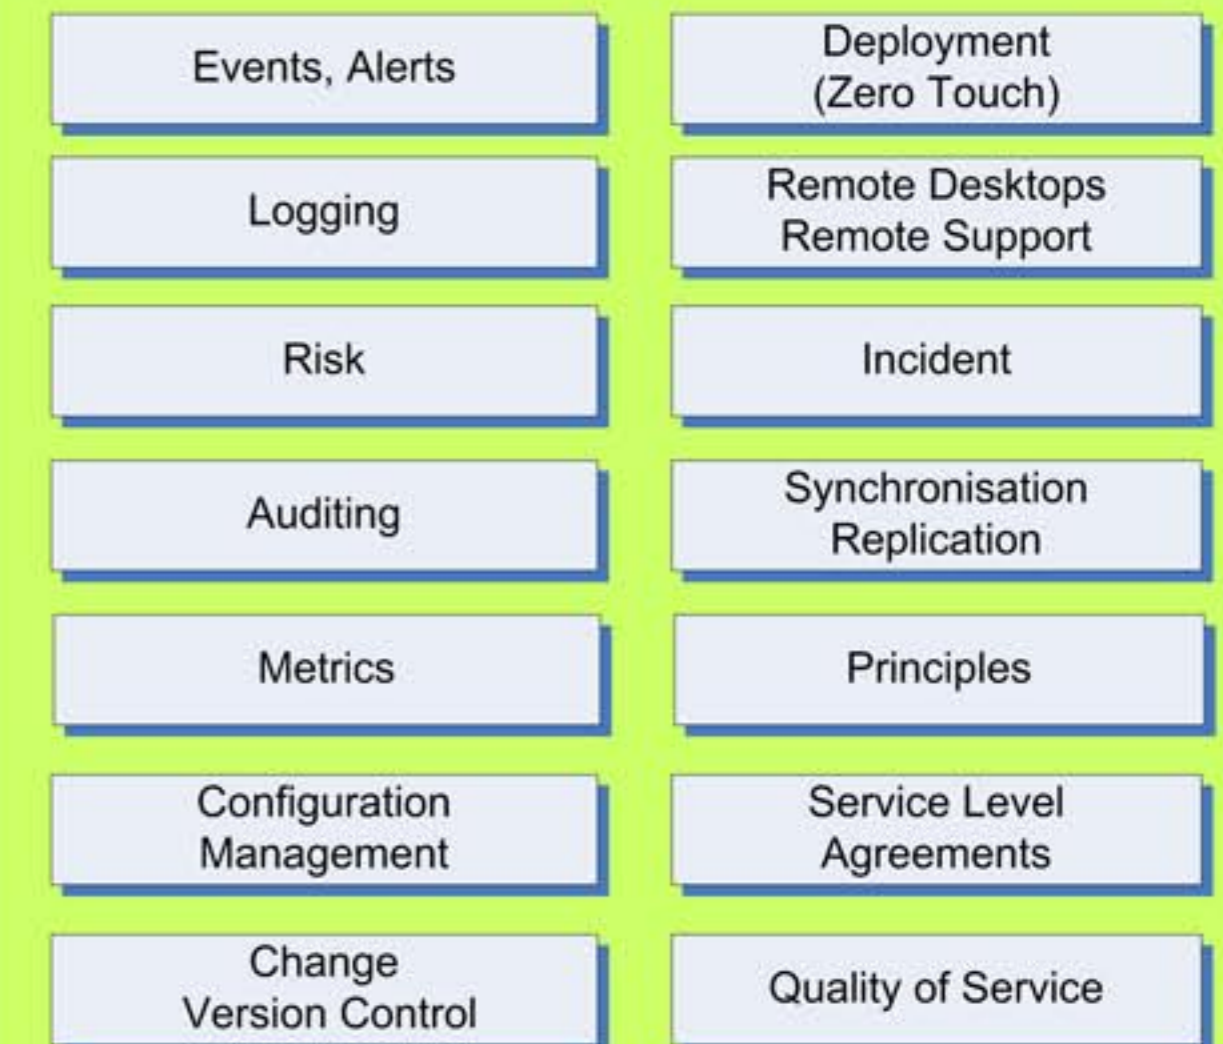 Events, Alerts
Deployment
(Zero Touch)
Logging
Remote Desktops
Remote Support
Risk
Incident
Auditing
Synchronisation
Replication
Metrics
Principles
Configuration
Management
Service Level
Agreements
Change
Version Control
Quality of Service